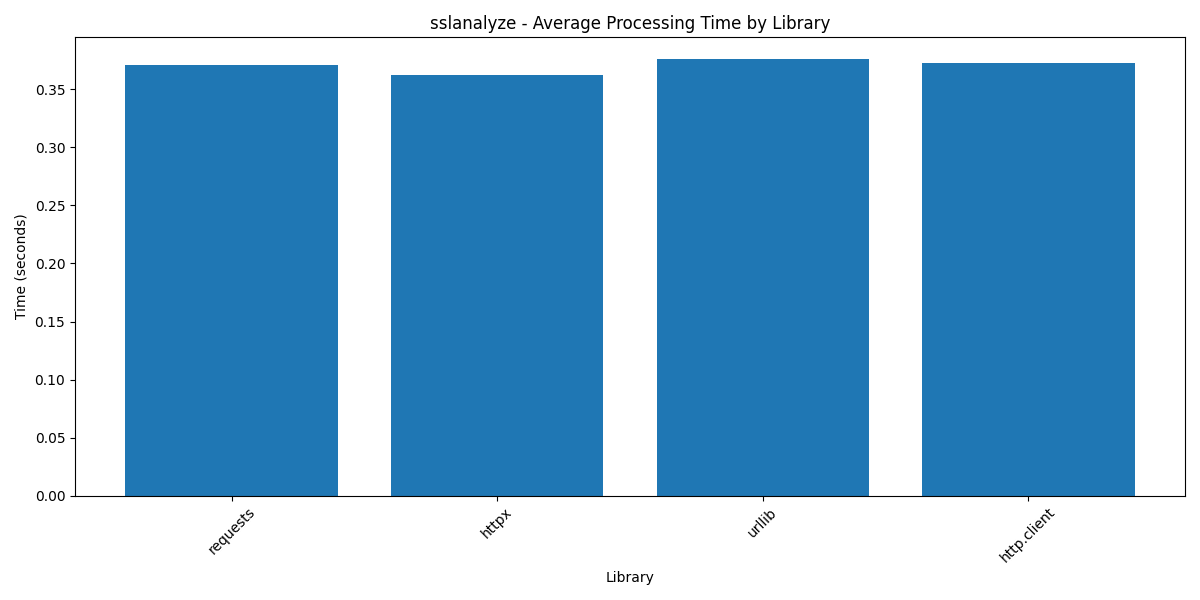 sslanalyze - Average Processing Time by Library
Time (seconds)
0.35
0.30
0.25
0.20
0.15
0.10
0.05
0.00
requests
httpx
urllib
http.client
Library